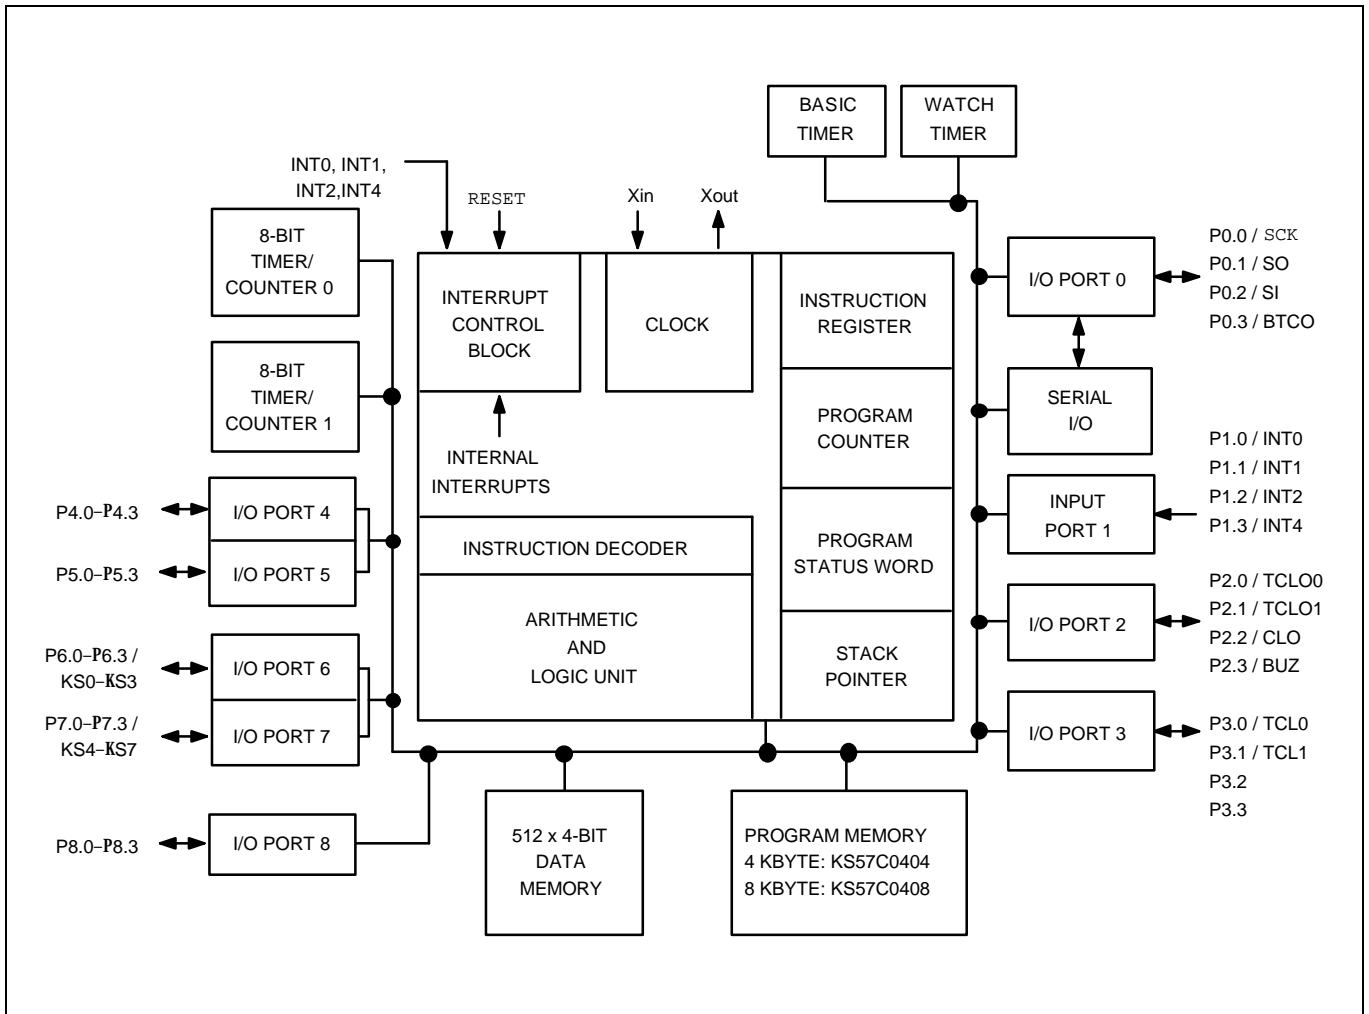 BASIC
TIMER
WATCH
TIMER
INT0, INT1,
INT2,INT4
RESET
Xin
Xout
8-BIT
TIMER/
COUNTER 0
INTERRUPT
CONTROL
BLOCK
CLOCK
INSTRUCTION
REGISTER
I/O PORT 0
P0.0 / SCK
P0.1 / SO
P0.2 / SI
P0.3 / BTCO
8-BIT
TIMER/
COUNTER 1
PROGRAM
COUNTER
SERIAL
I/O
INTERNAL
INTERRUPTS
P1.0 / INT0
P1.1 / INT1
P1.2 / INT2
P1.3 / INT4
INPUT
PORT 1
P4.0–P4.3
I/O PORT 4
P5.0–P5.3
I/O PORT 5
INSTRUCTION DECODER
PROGRAM
STATUS WORD
ARITHMETIC
AND
LOGIC UNIT
I/O PORT 2
P2.0 / TCLO0
P2.1 / TCLO1
P2.2 / CLO
P2.3 / BUZ
P6.0–P6.3 /
KS0–KS3
I/O PORT 6
P7.0–P7.3 /
KS4–KS7
I/O PORT 7
STACK
POINTER
I/O PORT 3
P3.0 / TCL0
P3.1 / TCL1
P3.2
P3.3
P8.0–P8.3
I/O PORT 8
512 x 4-BIT
DATA
MEMORY
PROGRAM MEMORY
4 KBYTE: KS57C0404
8 KBYTE: KS57C0408